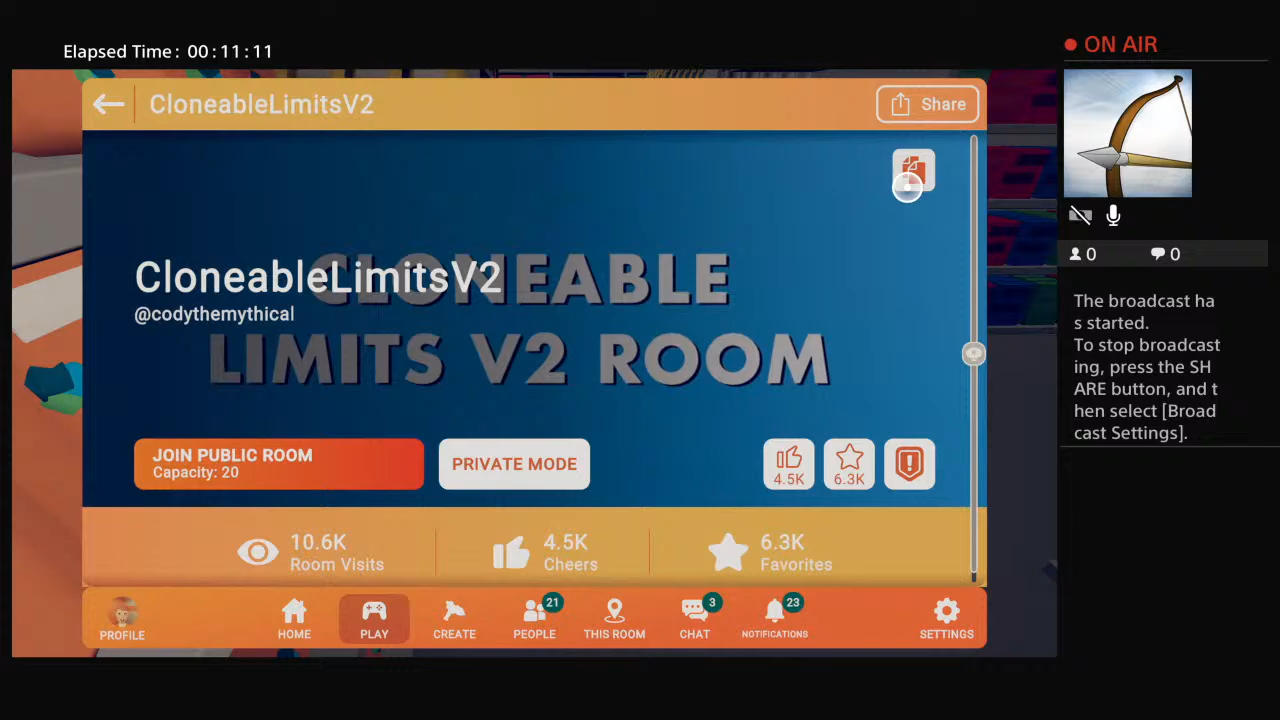 Elapsed Time: 00:11:11
ON AIR
CloneableLimitsV2
Share
CLONEABLE
LIMITS V2 ROOM
CloneableLimitsV2
@codythemythical
JOIN PUBLIC ROOM
Capacity: 20
PRIVATE MODE
4.5K
6.3K
10.6K
Room Visits
4.5K
Cheers
6.3K
Favorites
PROFILE
HOME
PLAY
CREATE
21
PEOPLE
THIS ROOM
3
CHAT
23
NOTIFICATIONS
SETTINGS
0
0
The broadcast ha
s started.
To stop broadcast
ing, press the SH
ARE button, and t
hen select [Broad
cast Settings].